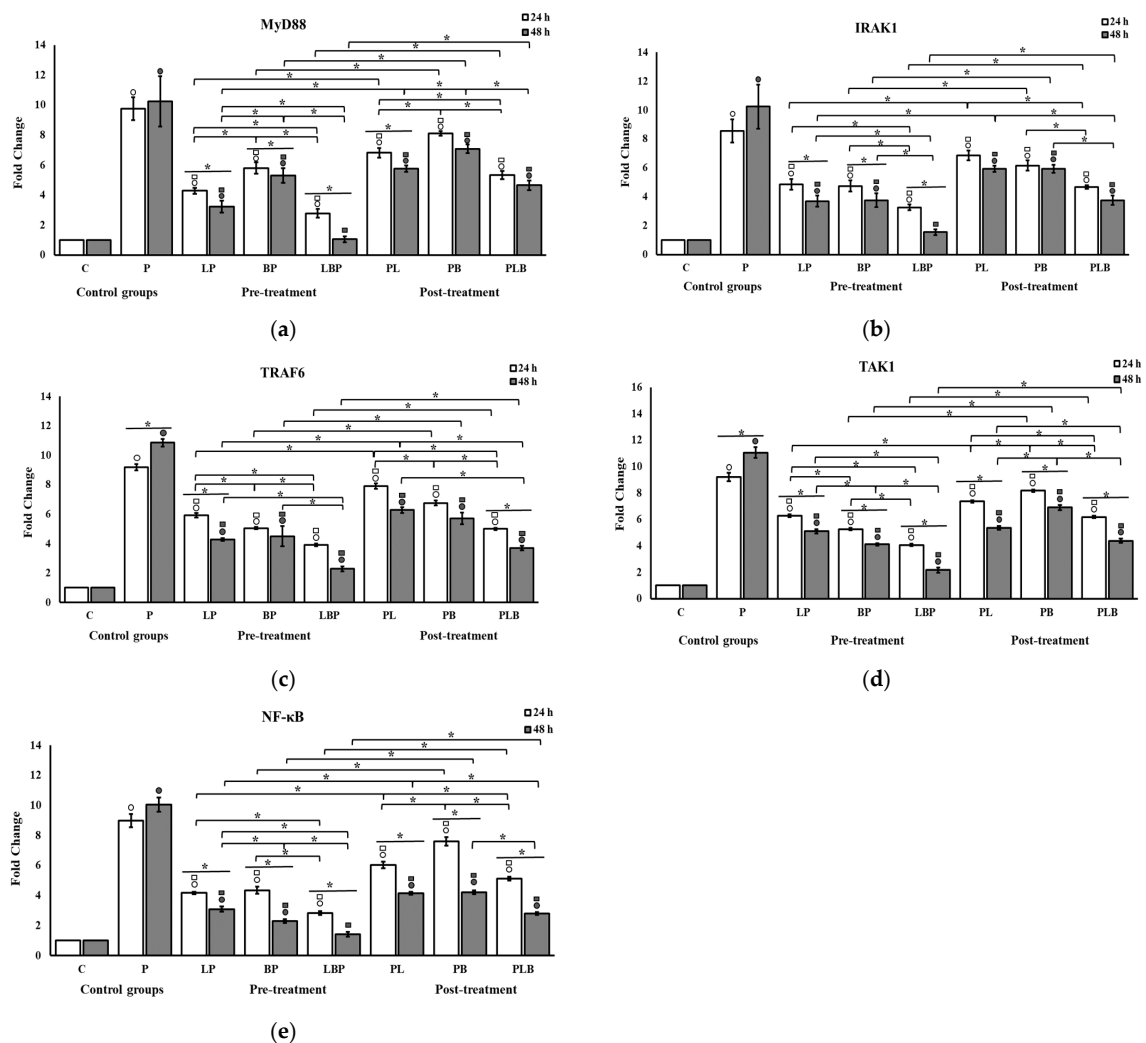 MyD88
24 h
48 h
Fold Change
14
12
10
8
6
4
2
0
C P LP BP LBP PL PB PLB
Control groups Pre-treatment Post-treatment
(a)
IRAK1
24 h
48 h
Fold Change
14
12
10
8
6
4
2
0
C P LP BP LBP PL PB PLB
Control groups Pre-treatment Post-treatment
(b)
TRAF6
24 h
48 h
Fold Change
14
12
10
8
6
4
2
0
C P LP BP LBP PL PB PLB
Control groups Pre-treatment Post-treatment
(c)
TAK1
24 h
48 h
Fold Change
16
14
12
10
8
6
4
2
0
C P LP BP LBP PL PB PLB
Control groups Pre-treatment Post-treatment
(d)
NF-κB
24 h
48 h
Fold Change
14
12
10
8
6
4
2
0
C P LP BP LBP PL PB PLB
Control groups Pre-treatment Post-treatment
(e)